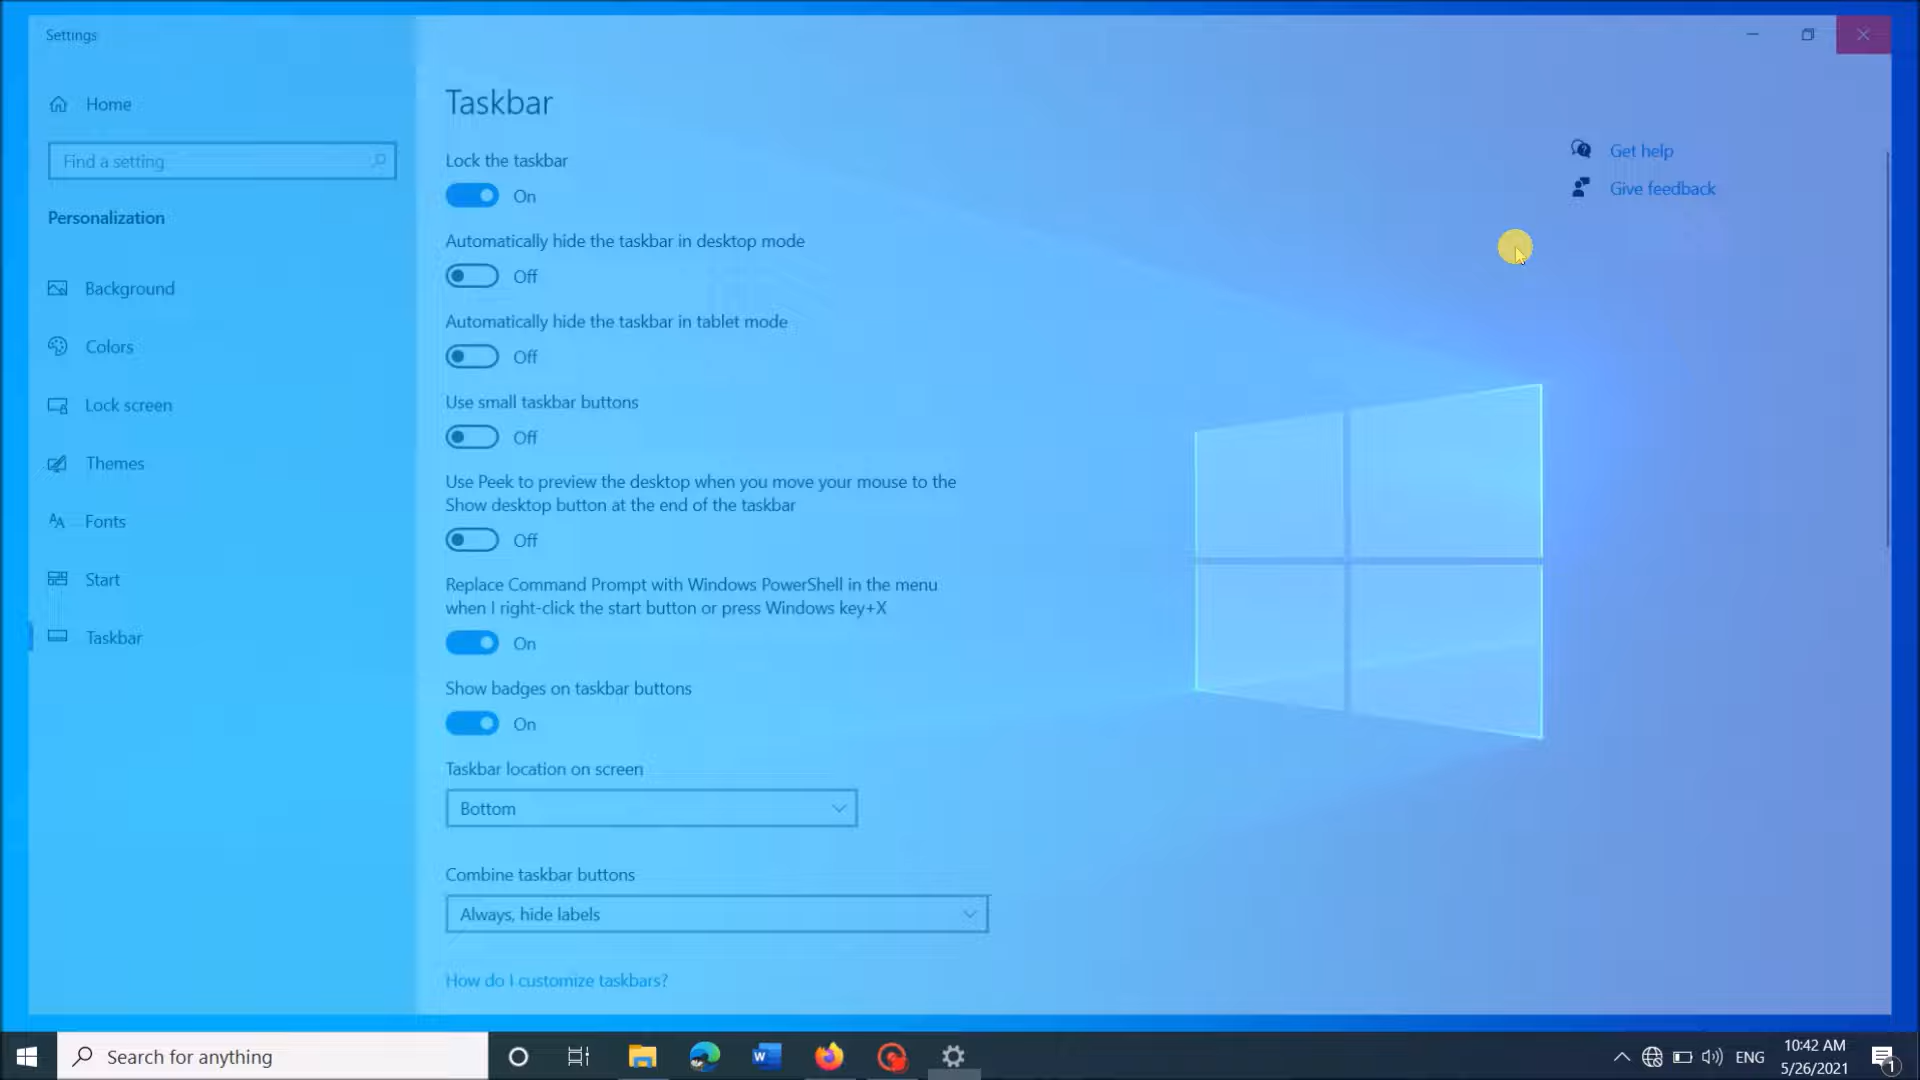 Settings
Home
Find a setting
Personalization
Background
Colors
Lock screen
Themes
Fonts
Start
Taskbar
Taskbar
Lock the taskbar
On
Automatically hide the taskbar in desktop mode
Off
Automatically hide the taskbar in tablet mode
Off
Use small taskbar buttons
Off
Use Peek to preview the desktop when you move your mouse to the
Show desktop button at the end of the taskbar
Off
Replace Command Prompt with Windows PowerShell in the menu
when I right-click the start button or press Windows key+X
On
Show badges on taskbar buttons
On
Taskbar location on screen
Bottom
Combine taskbar buttons
Always, hide labels
How do I customize taskbars?
Get help
Give feedback
Search for anything
ENG
10:42 AM
5/26/2021
1